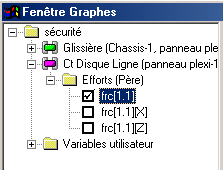 Fenêtre Graphes
sécurité
Glissière (Chassis-1, panneau ple
Ct Disque Ligne (panneau plexi-1
Efforts (Père)
frc[1.1]
frc[1.1][X]
frc[1.1][Z]
Variables utilisateur